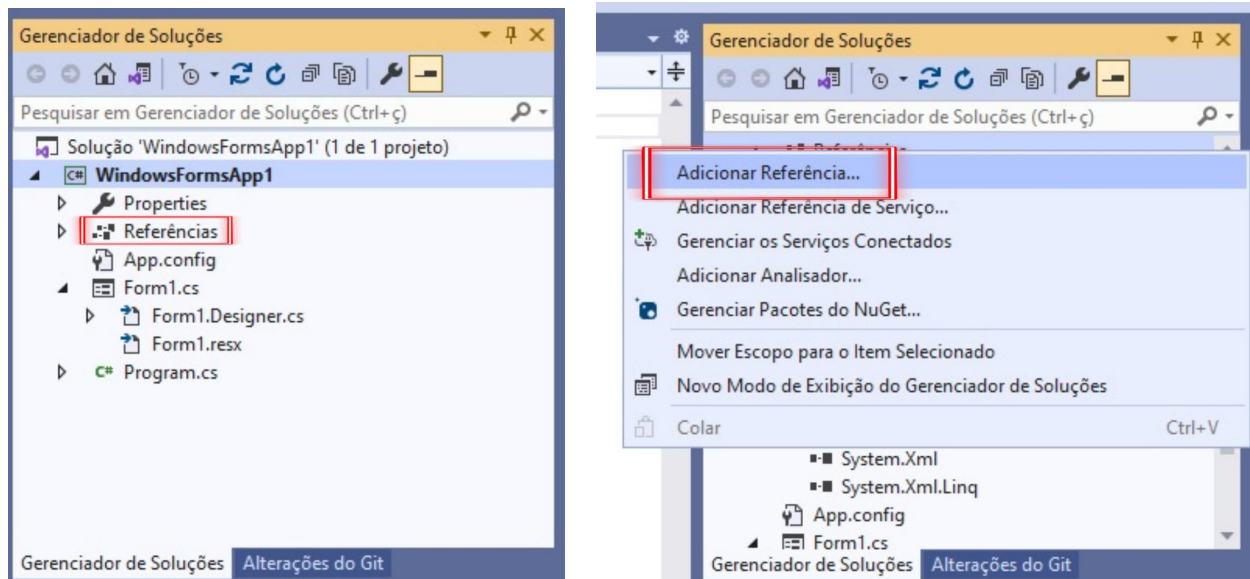 Gerenciador de Soluções
Pesquisar em Gerenciador de Soluções (Ctrl+ç)
Solução 'WindowsFormsApp1' (1 de 1 projeto)
C# WindowsFormsApp1
Properties
Referências
App.config
Form1.cs
Form1.Designer.cs
Form1.resx
C# Program.cs
Gerenciador de Soluções Alterações do Git
Gerenciador de Soluções
Pesquisar em Gerenciador de Soluções (Ctrl+ç)
Referências
Adicionar Referência...
Adicionar Referência de Serviço...
Gerenciar os Serviços Conectados
Adicionar Analisador...
Gerenciar Pacotes do NuGet...
Mover Escopo para o Item Selecionado
Novo Modo de Exibição do Gerenciador de Soluções
Colar Ctrl+V
System.Xml
System.Xml.Linq
App.config
Form1.cs
Gerenciador de Soluções Alterações do Git